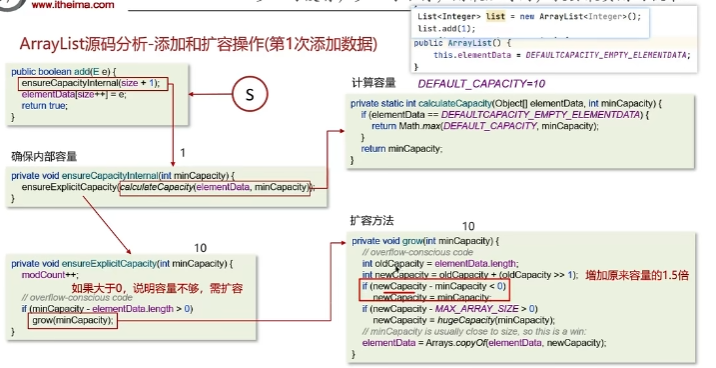 www.itheima.com
List<Integer> list = new ArrayList<Integer>();
list.add(1);
public ArrayList() {
this.elementData = DEFAULTCAPACITY_EMPTY_ELEMENTDATA;
}
ArrayList源码分析-添加和扩容操作(第1次添加数据)
public boolean add(E e) {
ensureCapacityInternal(size + 1);
elementData[size++] = e;
return true;
}
S
计算容量 DEFAULT_CAPACITY=10
private static int calculateCapacity(Object[] elementData, int minCapacity) {
if (elementData == DEFAULTCAPACITY_EMPTY_ELEMENTDATA) {
return Math.max(DEFAULT_CAPACITY, minCapacity);
}
return minCapacity;
}
确保内部容量
1
private void ensureCapacityInternal(int minCapacity) {
ensureExplicitCapacity(calculateCapacity(elementData, minCapacity));
}
10
private void ensureExplicitCapacity(int minCapacity) {
modCount++;
如果大于0，说明容量不够，需扩容
// overflow-conscious code
if (minCapacity - elementData.length > 0)
grow(minCapacity);
}
扩容方法
10
private void grow(int minCapacity) {
// overflow-conscious code
int oldCapacity = elementData.length;
int newCapacity = oldCapacity + (oldCapacity >> 1); 增加原来容量的1.5倍
if (newCapacity - minCapacity < 0)
newCapacity = minCapacity;
if (newCapacity - MAX_ARRAY_SIZE > 0)
newCapacity = hugeCapacity(minCapacity);
// minCapacity is usually close to size, so this is a win:
elementData = Arrays.copyOf(elementData, newCapacity);
}